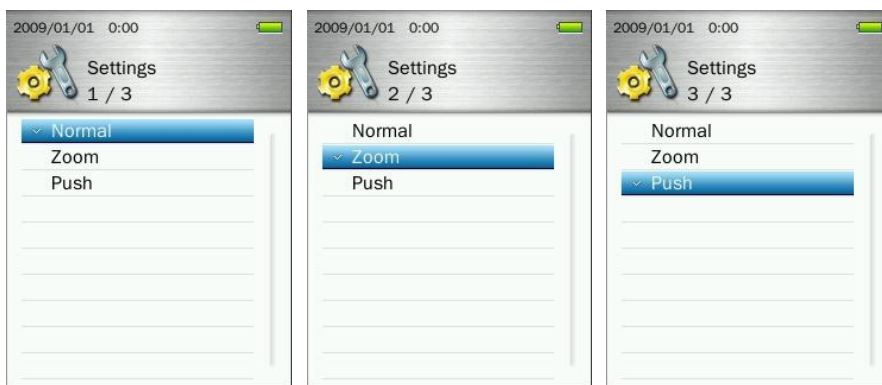 2009/01/01 0:00
Settings
1 / 3
Normal
Zoom
Push
2009/01/01 0:00
Settings
2 / 3
Normal
Zoom
Push
2009/01/01 0:00
Settings
3 / 3
Normal
Zoom
Push